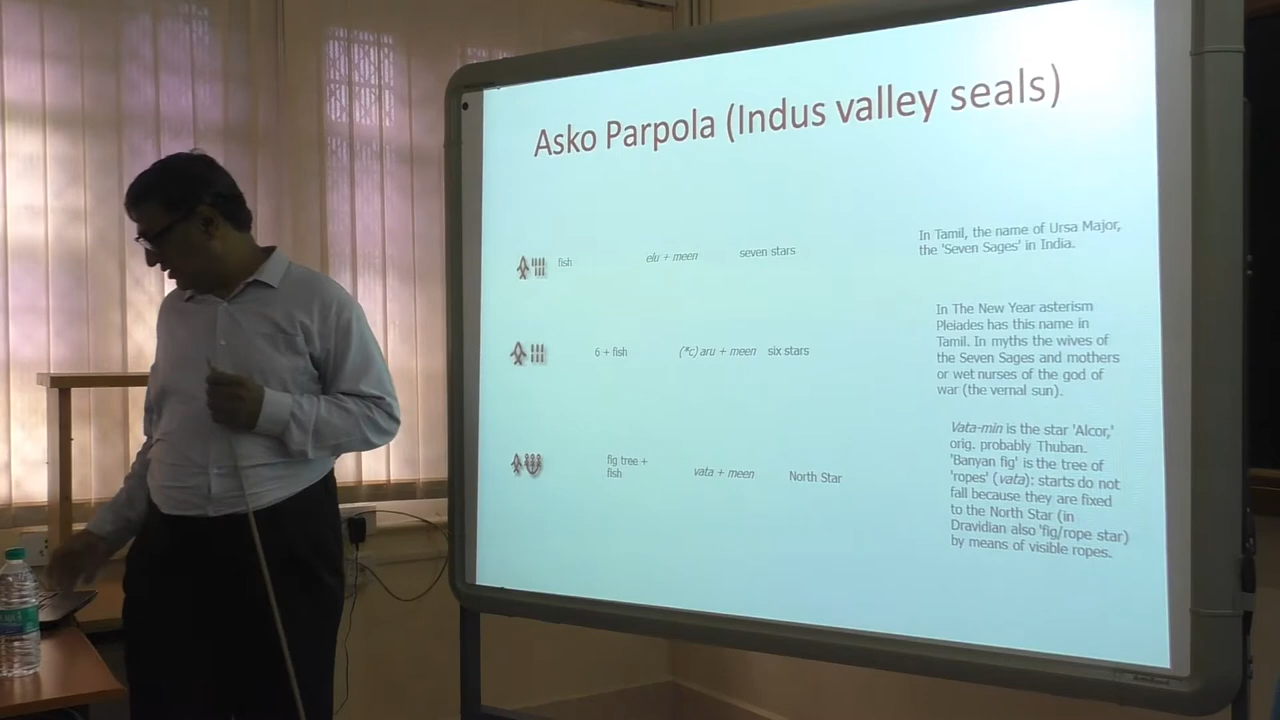 Asko Parpola (Indus valley seals)
fish
elu + meen
seven stars
In Tamil, the name of Ursa Major,
the 'Seven Sages' in India.
6 + fish
(*c) aru + meen
six stars
In The New Year asterism
Pleiades has this name in
Tamil. In myths the wives of
the Seven Sages and mothers
or wet nurses of the god of
war (the vernal sun).
fig tree +
fish
vata + meen
North Star
Vata-min is the star 'Alcor,'
orig. probably Thuban.
'Banyan fig' is the tree of
'ropes' (vata): starts do not
fall because they are fixed
to the North Star (in
Dravidian also 'fig/rope star)
by means of visible ropes.